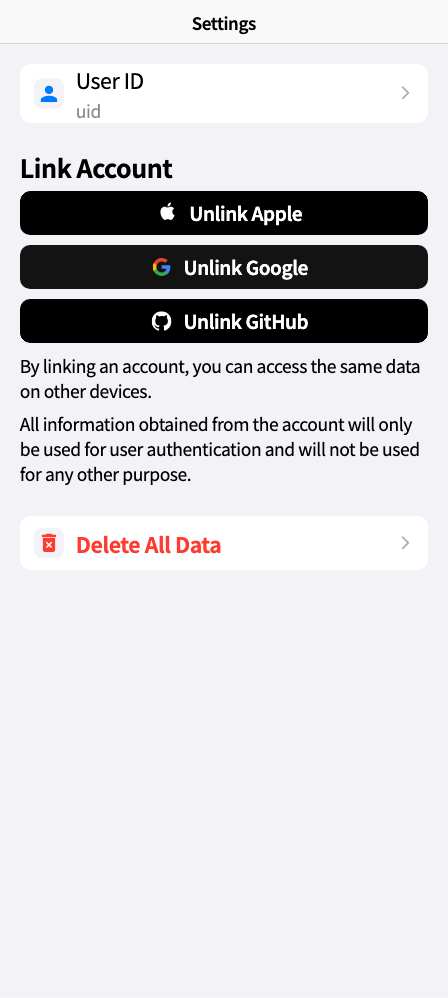 Settings
User ID
uid
Link Account
Unlink Apple
Unlink Google
Unlink GitHub
By linking an account, you can access the same data
on other devices.
All information obtained from the account will only
be used for user authentication and will not be used
for any other purpose.
Delete All Data